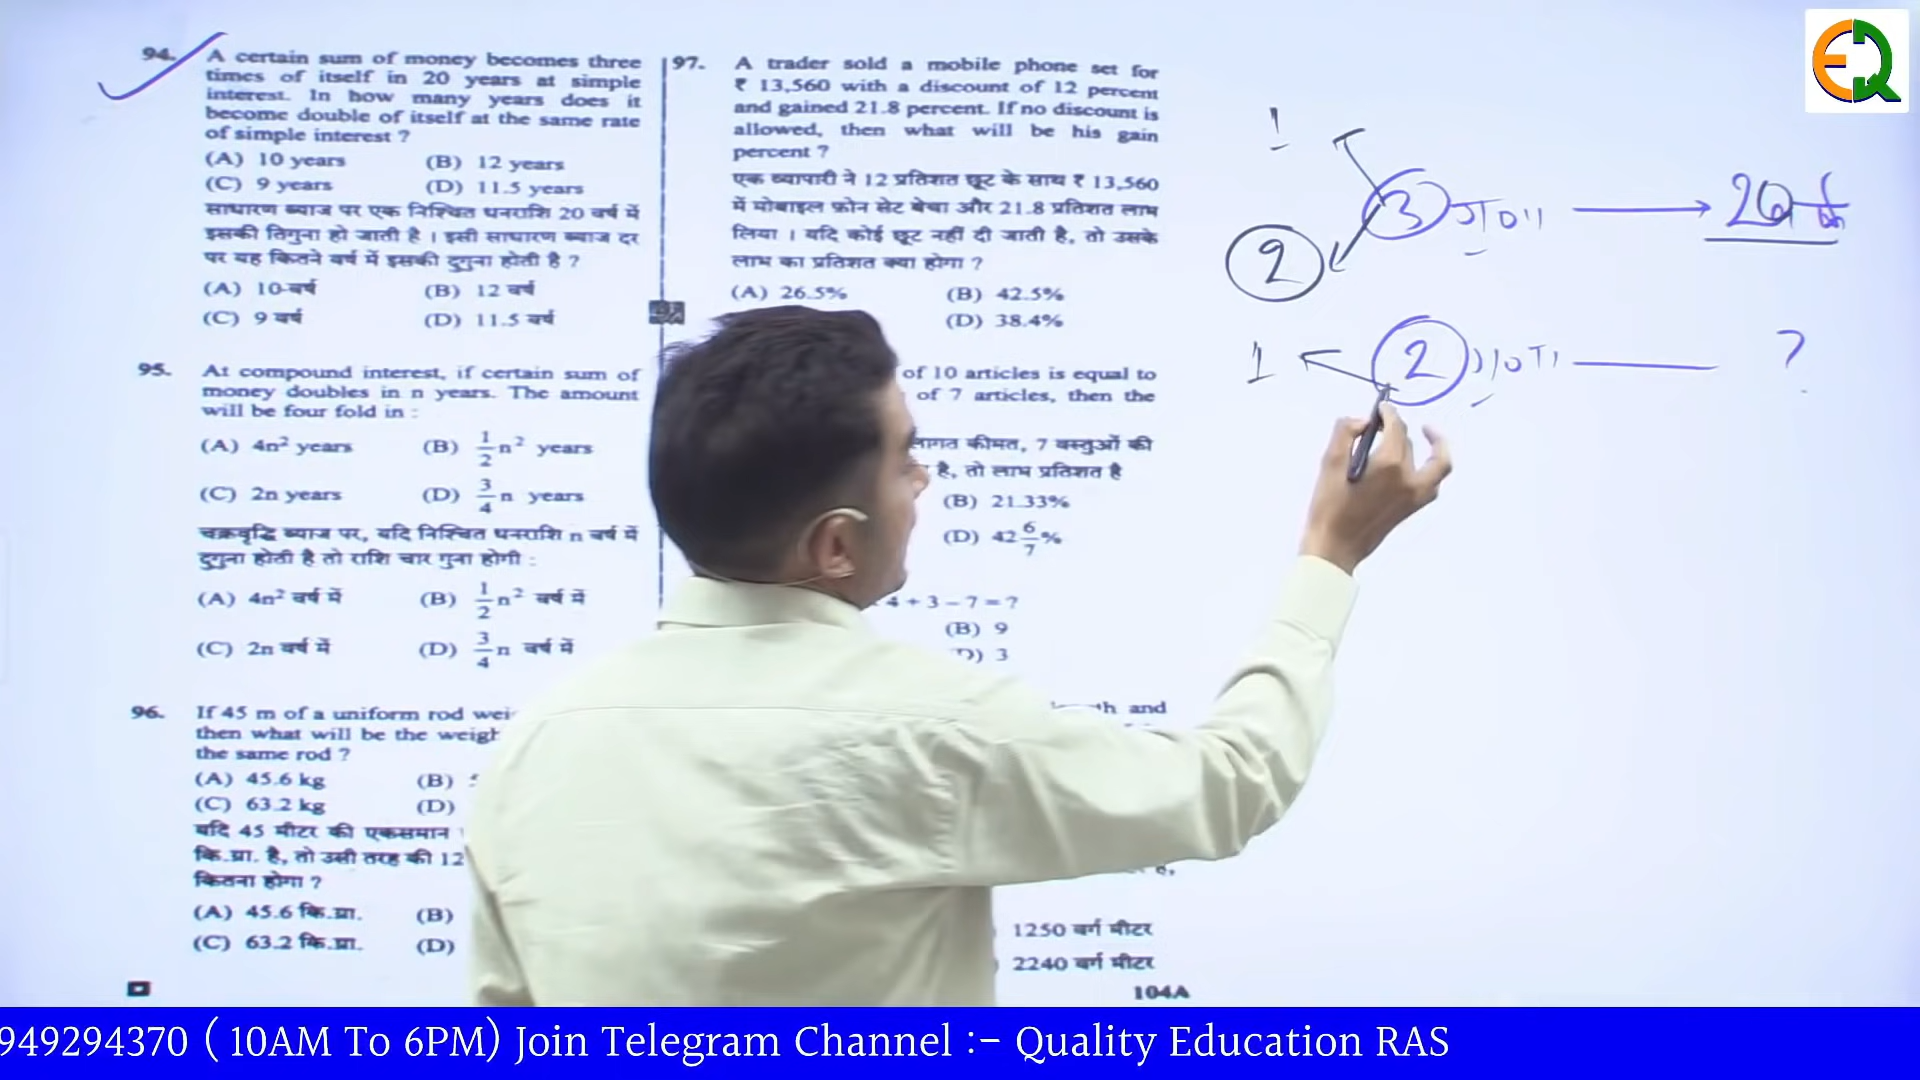 94. A certain sum of money becomes three
times of itself in 20 years at simple
interest. In how many years does it
become double of itself at the same rate
of simple interest ?
(A) 10 years (B) 12 years
(C) 9 years (D) 11.5 years
साधारण ब्याज पर एक निश्चित धनराशि 20 वर्ष में
इसकी तिगुना हो जाती है । इसी साधारण ब्याज दर
पर यह कितने वर्ष में इसकी दुगुना होती है ?
(A) 10 वर्ष (B) 12 वर्ष
(C) 9 वर्ष (D) 11.5 वर्ष
95. At compound interest, if certain sum of
money doubles in n years. The amount
will be four fold in :
(A) 4n² years (B) 1/2 n² years
(C) 2n years (D) 3/4 n years
चक्रवृद्धि ब्याज पर, यदि निश्चित धनराशि n वर्ष में
दुगुना होती है तो राशि चार गुना होगी :
(A) 4n² वर्ष में (B) 1/2 n² वर्ष में
(C) 2n वर्ष में (D) 3/4 n वर्ष में
96. If 45 m of a uniform rod
then what will be the
the same rod ?
(A) 45.6 kg (B)
(C) 63.2 kg (D)
यदि 45 मीटर की एकसमान
कि.ग्रा. है, तो उसी तरह की 12
कितना होगा ?
(A) 45.6 कि.ग्रा. (B)
(C) 63.2 कि.ग्रा. (D)
97. A trader sold a mobile phone set for
₹ 13,560 with a discount of 12 percent
and gained 21.8 percent. If no discount is
allowed, then what will be his gain
percent ?
एक व्यापारी ने 12 प्रतिशत छूट के साथ ₹ 13,560
में मोबाइल फ़ोन सेट बेचा और 21.8 प्रतिशत लाभ
लिया । यदि कोई छूट नहीं दी जाती है, तो उसके
लाभ का प्रतिशत क्या होगा ?
(A) 26.5% (B) 42.5%
(D) 38.4%
of 10 articles is equal to
of 7 articles, then the
लागत कीमत, 7 वस्तुओं की
है, तो लाभ प्रतिशत है
(B) 21.33%
(D) 42 6/7 %
4 + 3 – 7 = ?
(B) 9
3
and
1250 वर्ग मीटर
2240 वर्ग मीटर
104A
1
3 20
2
1 2 ?
EQ
949294370 ( 10AM To 6PM) Join Telegram Channel :- Quality Education RAS